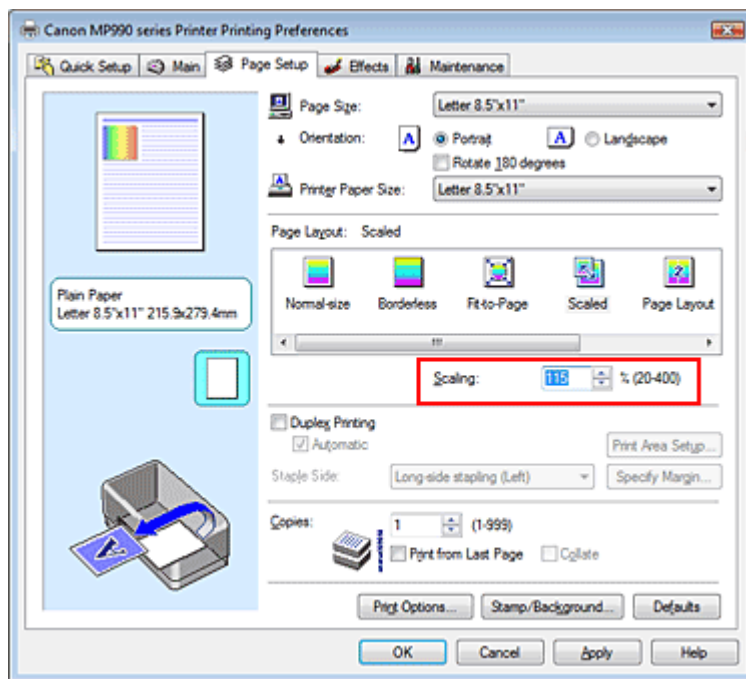 Canon MP990 series Printer Printing Preferences
Quick Setup Main Page Setup Effects Maintenance
Page Size: Letter 8.5"x11"
Orientation: A Portrait A Landscape
Rotate 180 degrees
Printer Paper Size: Letter 8.5"x11"
Page Layout: Scaled
Normal-size Borderless Fit-to-Page Scaled Page Layout
Plain Paper
Letter 8.5"x11" 215.9x279.4mm
Scaling: 115 % (20-400)
Duplex Printing
Automatic Print Area Setup...
Staple Side: Long-side stapling (Left) Specify Margin...
Copies: 1 (1-999)
Print from Last Page Collate
Print Options... Stamp/Background... Defaults
OK Cancel Apply Help